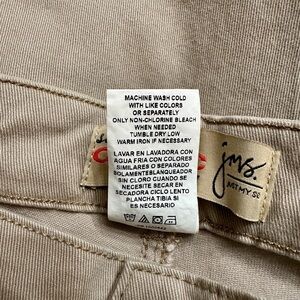 MACHINE WASH COLD
WITH LIKE COLORS
OR SEPARATELY
ONLY NON-CHLORINE BLEACH
WHEN NEEDED
TUMBLE DRY LOW
WARM IRON IF NECESSARY
LAVAR EN LAVADORA CON
AGUA FRIA CON COLORES
SIMILARES O SEPARADO
SOLAMENTEBLANQUEADOR
SIN CLORO CUANDO SE
NECESITE SECAR EN
SECADORA CICLO LENTO
PLANCHA TIBIA SI
ES NECESARIO
jms.